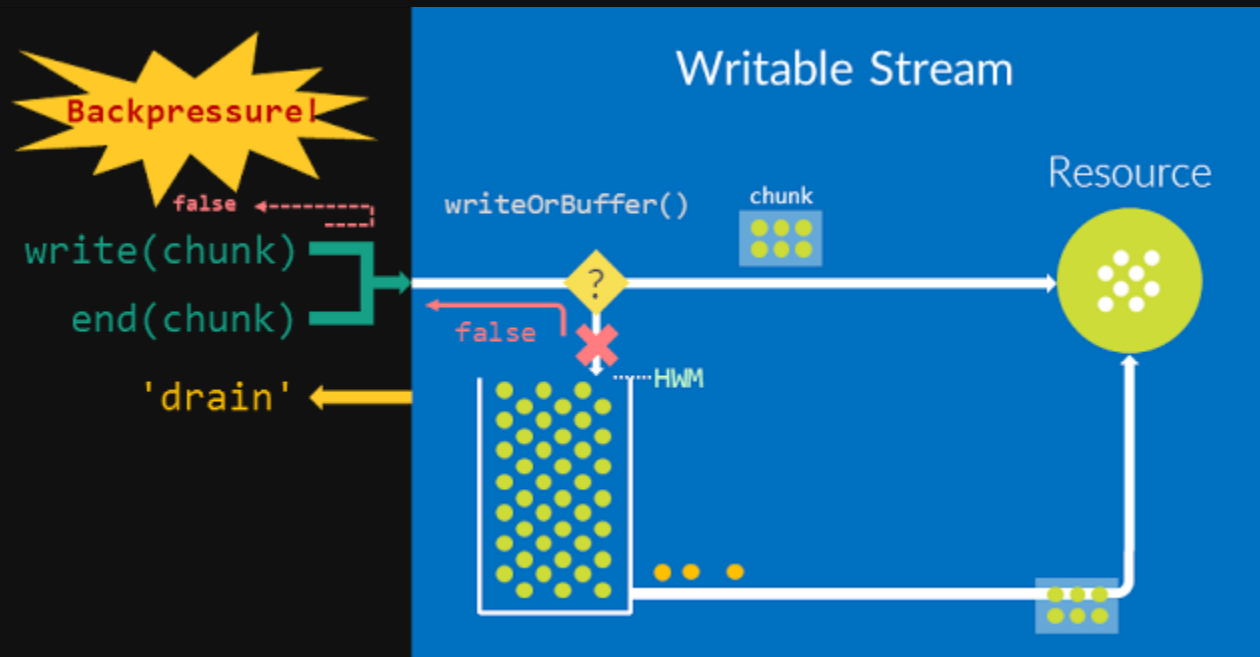 Writable Stream
Backpressure!
Resource
chunk
false
writeOrBuffer()
write(chunk)
?
end(chunk)
false
HWM
'drain'